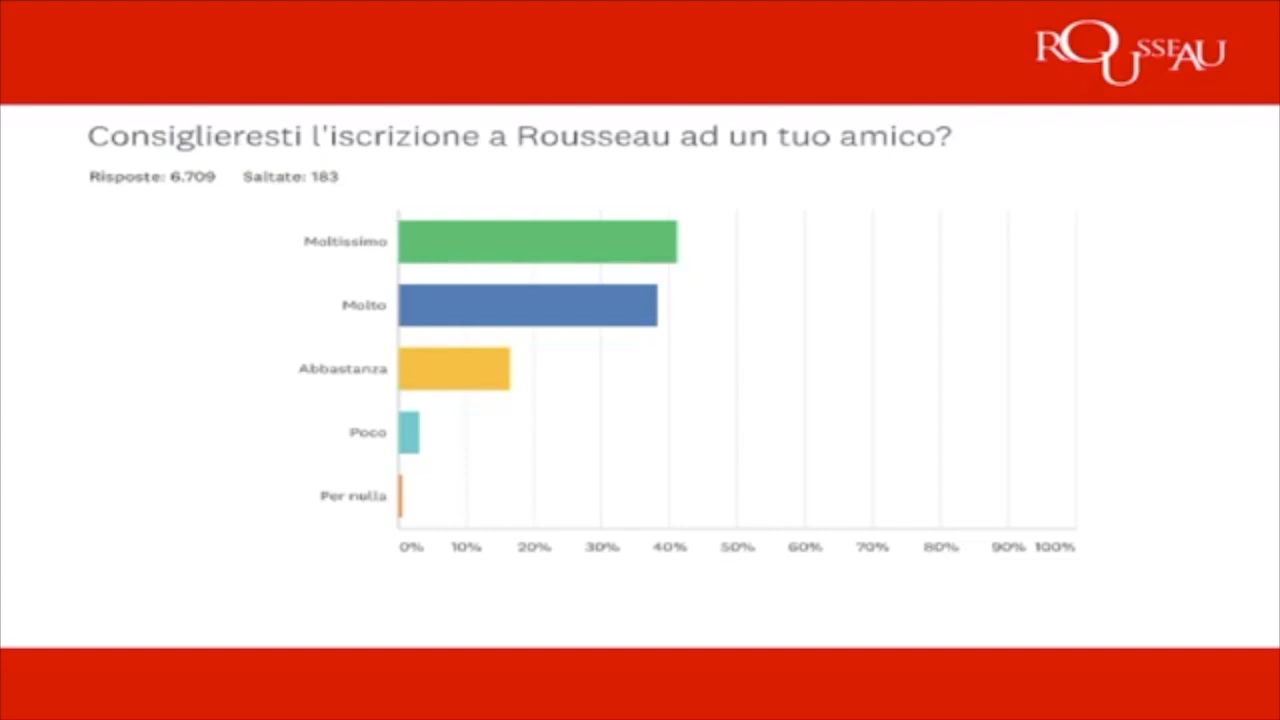 ROUSSEAU
Consiglieresti l'iscrizione a Rousseau ad un tuo amico?
Risposte: 6.709 Saltate: 183
Moltissimo
Molto
Abbastanza
Poco
Per nulla
0% 10% 20% 30% 40% 50% 60% 70% 80% 90% 100%